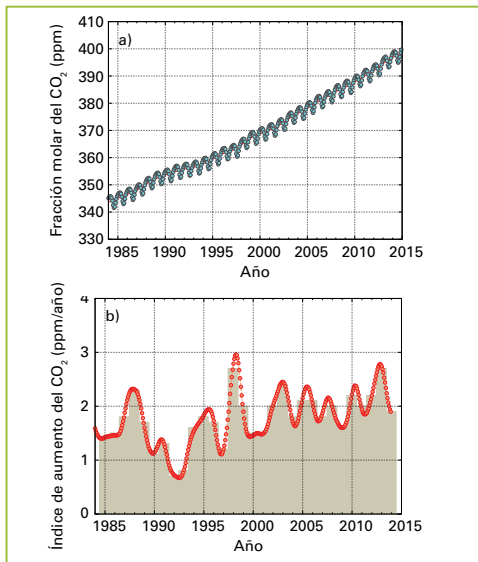 a)
Fracción molar del CO2 (ppm)
410
400
390
380
370
360
350
340
330
1985 1990 1995 2000 2005 2010 2015
Año
b)
Índice de aumento del CO2 (ppm/año)
4
3
2
1
0
1985 1990 1995 2000 2005 2010 2015
Año